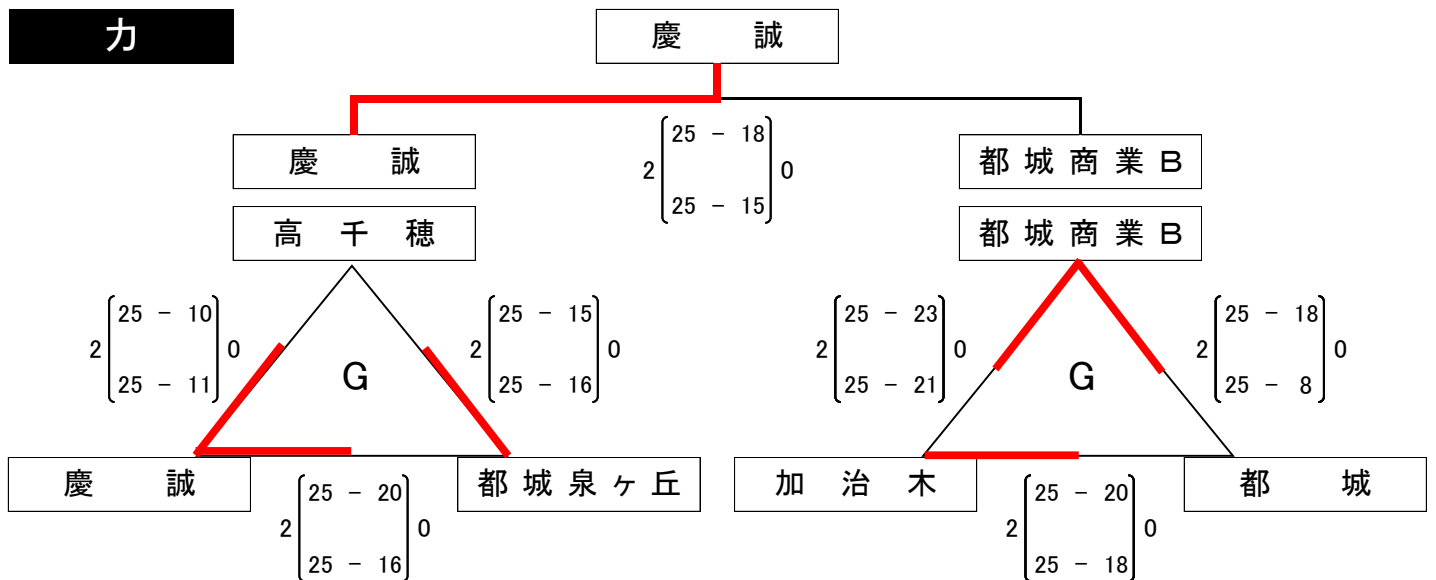 力
慶 誠
慶 誠
都 城 商 業 B
2 25 - 18 0
25 - 15
高 千 穂
都 城 商 業 B
2 25 - 10 0
25 - 11
2 25 - 15 0
25 - 16
G
2 25 - 23 0
25 - 21
2 25 - 18 0
25 - 8
G
慶 誠
都 城 泉 ヶ 丘
2 25 - 20 0
25 - 16
加 治 木
都 城
2 25 - 20 0
25 - 18